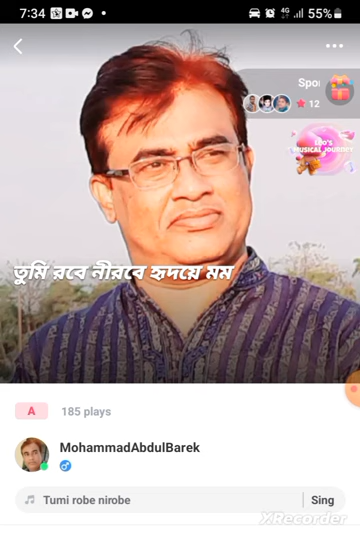 7:34
4G
55%
Spo
12
LEO'S
MUSICAL JOURNEY
তুমি রবে নীরবে হৃদয়ে মম
A 185 plays
MohammadAbdulBarek
Tumi robe nirobe
Sing
XRecorder